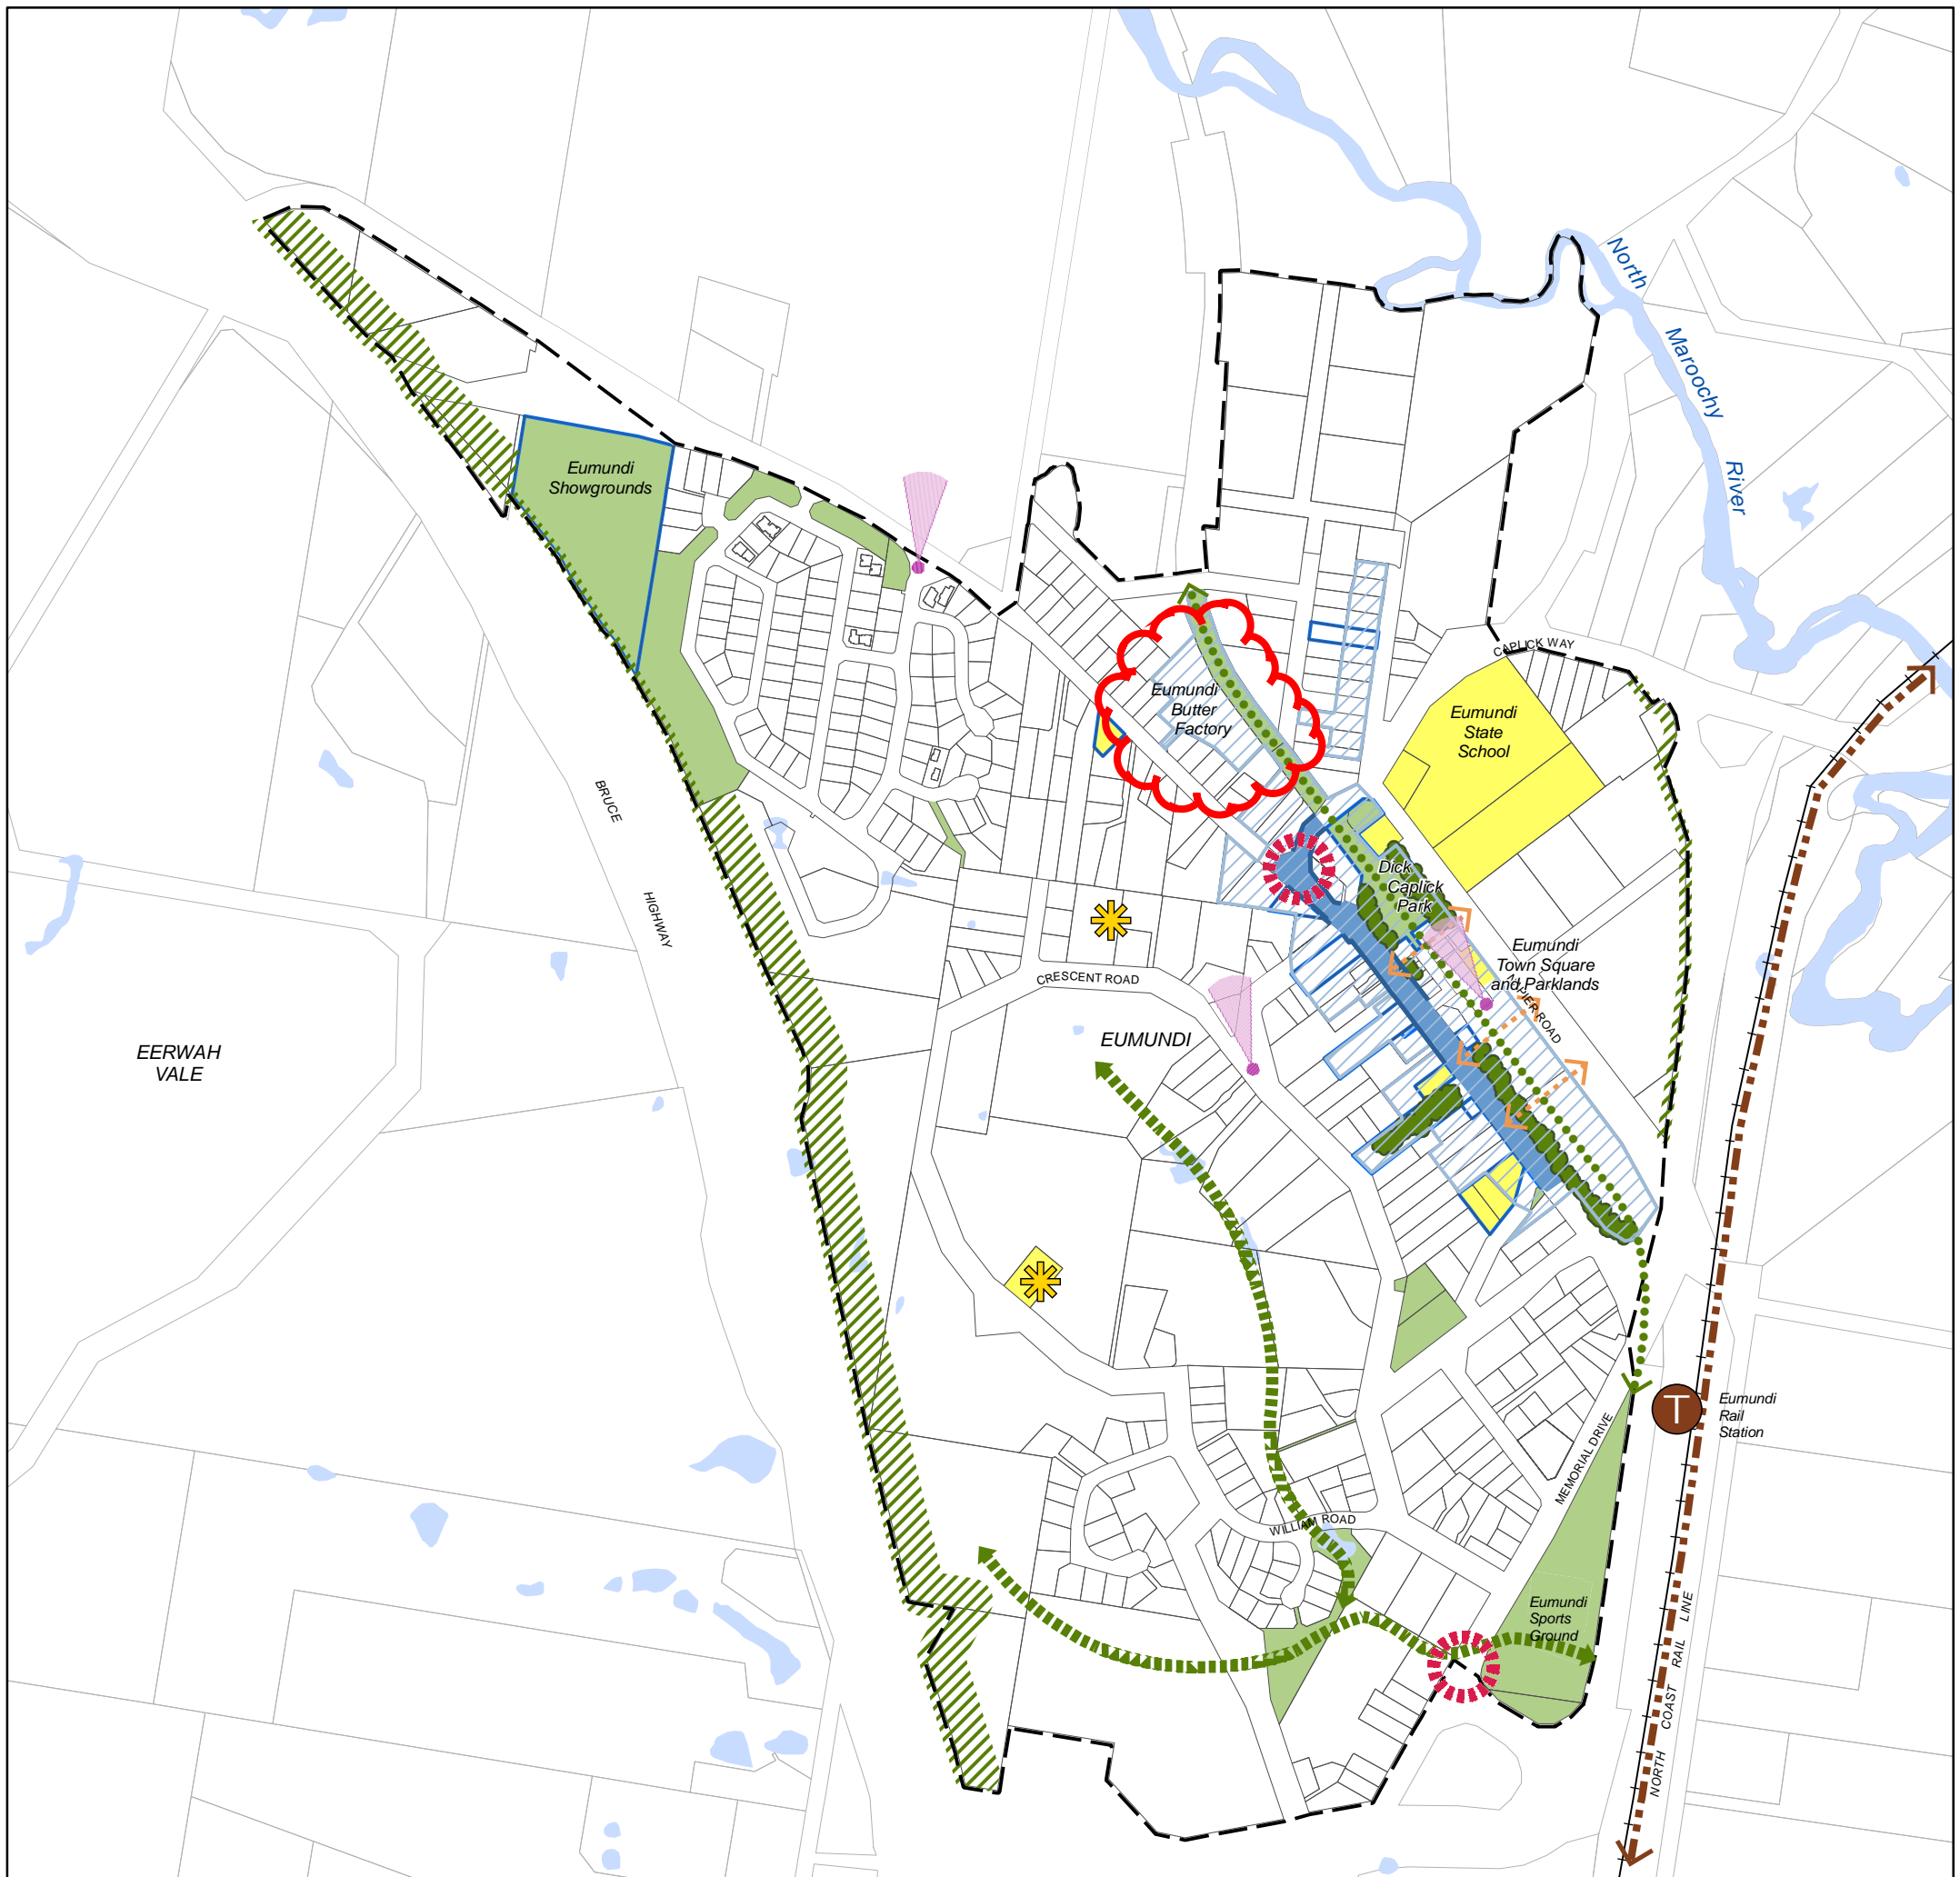 North
Maroochy
River
Eumundi
Showgrounds
CAPLICK WAY
Eumundi
Butter
Factory
Eumundi
State
School
BRUCE
HIGHWAY
Dick
Caplick
Park
Eumundi
Town Square
and Parklands
ROAD
CRESCENT ROAD
EUMUNDI
EERWAH
VALE
T
Eumundi
Rail
Station
MEMORIAL DRIVE
WILLIAM ROAD
Eumundi
Sports
Ground
NORTH COAST RAIL LINE